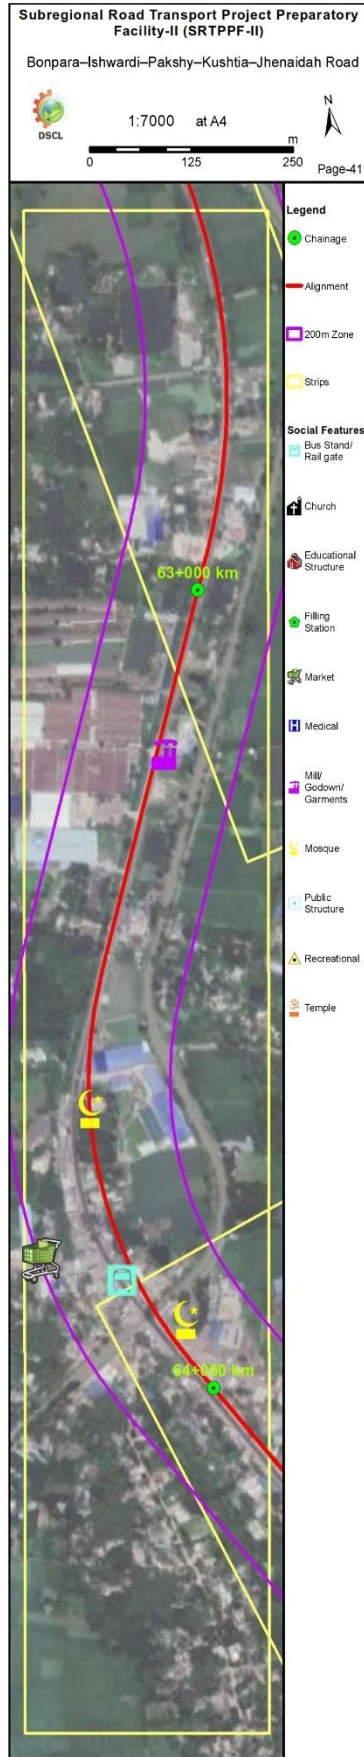 Subregional Road Transport Project Preparatory
Facility-II (SRTPPF-II)
Bonpara–Ishwardi–Pakshy–Kushtia–Jhenaidah Road
DSCL
1:7000 at A4
N
m
0 125 250
Page-41
Legend
Chainage
Alignment
200m Zone
Strips
Social Features
Bus Stand/
Rail gate
Church
Educational
Structure
Filling
Station
Market
H
Medical
Mill/
Godown/
Garments
Mosque
Public
Structure
Recreational
Temple
63+000 km
64+000 km